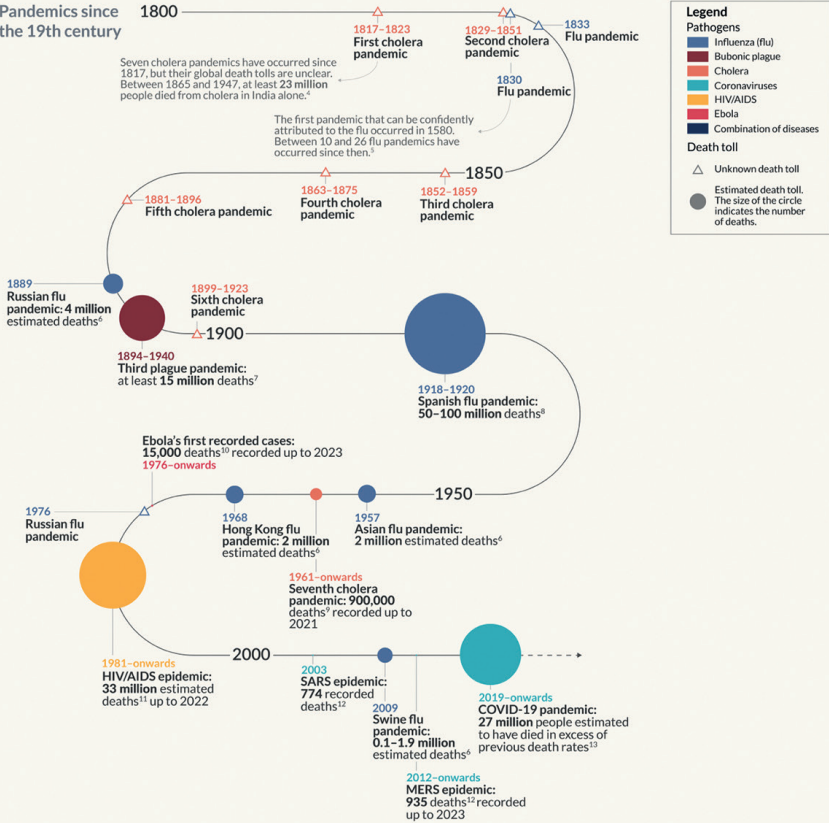 Pandemics since
the 19th century
1800
1817–1823
First cholera
pandemic
1829–1851
Second cholera
pandemic
1833
Flu pandemic
1830
Flu pandemic
Seven cholera pandemics have occurred since
1817, but their global death tolls are unclear.
Between 1865 and 1947, at least 23 million
people died from cholera in India alone.⁴
The first pandemic that can be confidently
attributed to the flu occurred in 1580.
Between 10 and 26 flu pandemics have
occurred since then.⁵
Legend
Pathogens
Influenza (flu)
Bubonic plague
Cholera
Coronaviruses
HIV/AIDS
Ebola
Combination of diseases
Death toll
Unknown death toll
Estimated death toll.
The size of the circle
indicates the number
of deaths.
1850
1852–1859
Third cholera
pandemic
1863–1875
Fourth cholera
pandemic
1881–1896
Fifth cholera pandemic
1889
Russian flu
pandemic: 4 million
estimated deaths⁶
1894–1940
Third plague pandemic:
at least 15 million deaths⁷
1899–1923
Sixth cholera
pandemic
1900
1918–1920
Spanish flu pandemic:
50–100 million deaths⁸
1950
1957
Asian flu pandemic:
2 million estimated deaths⁶
1961–onwards
Seventh cholera
pandemic: 900,000
deaths⁹ recorded up to
2021
1968
Hong Kong flu
pandemic: 2 million
estimated deaths⁶
Ebola's first recorded cases:
15,000 deaths¹⁰ recorded up to 2023
1976–onwards
1976
Russian flu
pandemic
1981–onwards
HIV/AIDS epidemic:
33 million estimated
deaths¹¹ up to 2022
2000
2003
SARS epidemic:
774 recorded
deaths¹²
2009
Swine flu
pandemic:
0.1–1.9 million
estimated deaths⁶
2012–onwards
MERS epidemic:
935 deaths¹² recorded
up to 2023
2019–onwards
COVID-19 pandemic:
27 million people estimated
to have died in excess of
previous death rates¹³